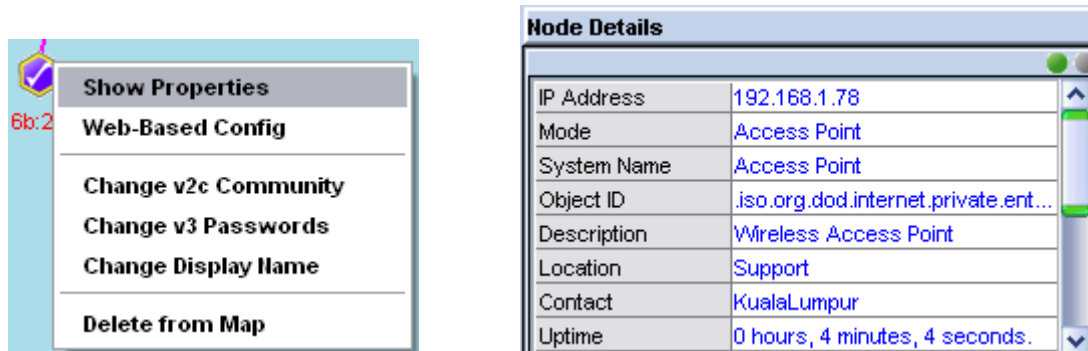 6b:2
Show Properties
Web-Based Config
Change v2c Community
Change v3 Passwords
Change Display Name
Delete from Map
Node Details
IP Address 192.168.1.78
Mode Access Point
System Name Access Point
Object ID .iso.org.dod.internet.private.ent...
Description Wireless Access Point
Location Support
Contact KualaLumpur
Uptime 0 hours, 4 minutes, 4 seconds.